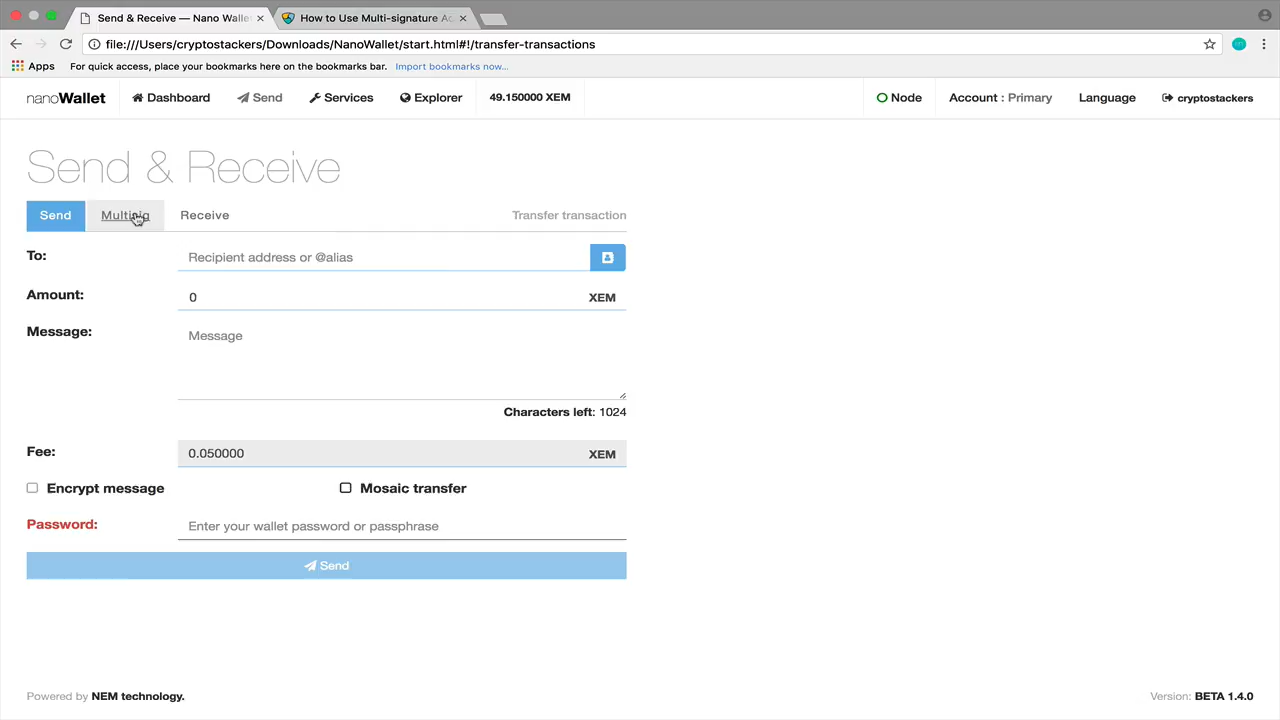 Send & Receive — Nano Walle
How to Use Multi-signature Ac
file:///Users/cryptostackers/Downloads/NanoWallet/start.html#!/transfer-transactions
Apps For quick access, place your bookmarks here on the bookmarks bar. Import bookmarks now...
nanoWallet Dashboard Send Services Explorer 49.150000 XEM Node Account : Primary Language cryptostackers
Send & Receive
Send Multisig Receive Transfer transaction
To: Recipient address or @alias
Amount: 0 XEM
Message: Message
Characters left: 1024
Fee: 0.050000 XEM
Encrypt message Mosaic transfer
Password: Enter your wallet password or passphrase
Send
Powered by NEM technology. Version: BETA 1.4.0